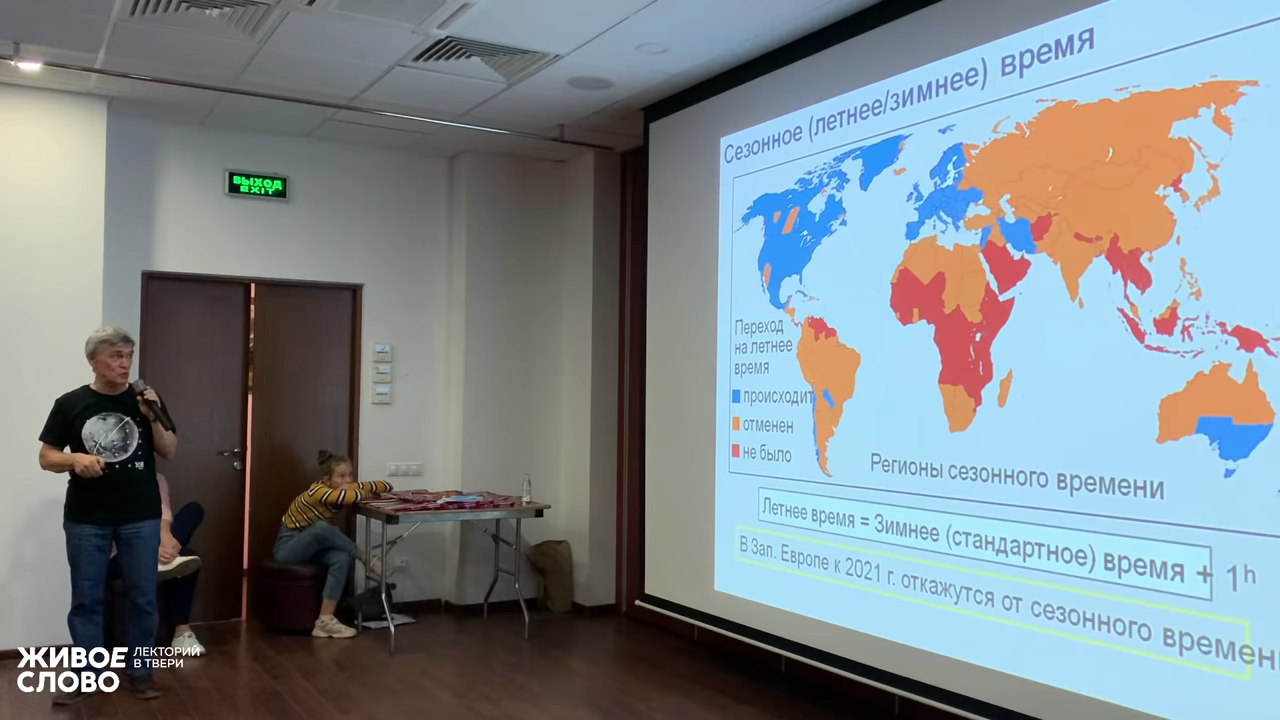 Сезонное (летнее/зимнее) время
ВЫХОД
EXIT
Переход
на летнее
время
происходит
отменен
не было
Регионы сезонного времени
Летнее время = Зимнее (стандартное) время + 1ʰ
В Зап. Европе к 2021 г. откажутся от сезонного времени
ЖИВОЕ
СЛОВО
ЛЕКТОРИЙ
В ТВЕРИ